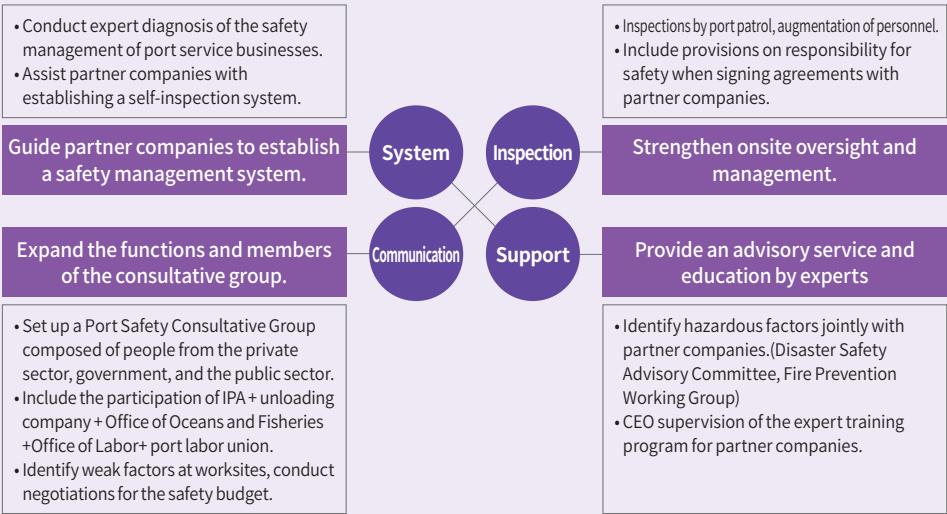 • Conduct expert diagnosis of the safety
management of port service businesses.
• Assist partner companies with
establishing a self-inspection system.
Guide partner companies to establish
a safety management system.
System
• Inspections by port patrol, augmentation of personnel.
• Include provisions on responsibility for
safety when signing agreements with
partner companies.
Inspection
Strengthen onsite oversight and
management.
Expand the functions and members
of the consultative group.
Communication
• Set up a Port Safety Consultative Group
composed of people from the private
sector, government, and the public sector.
• Include the participation of IPA + unloading
company + Office of Oceans and Fisheries
+Office of Labor+ port labor union.
• Identify weak factors at worksites, conduct
negotiations for the safety budget.
Support
Provide an advisory service and
education by experts
• Identify hazardous factors jointly with
partner companies.(Disaster Safety
Advisory Committee, Fire Prevention
Working Group)
• CEO supervision of the expert training
program for partner companies.